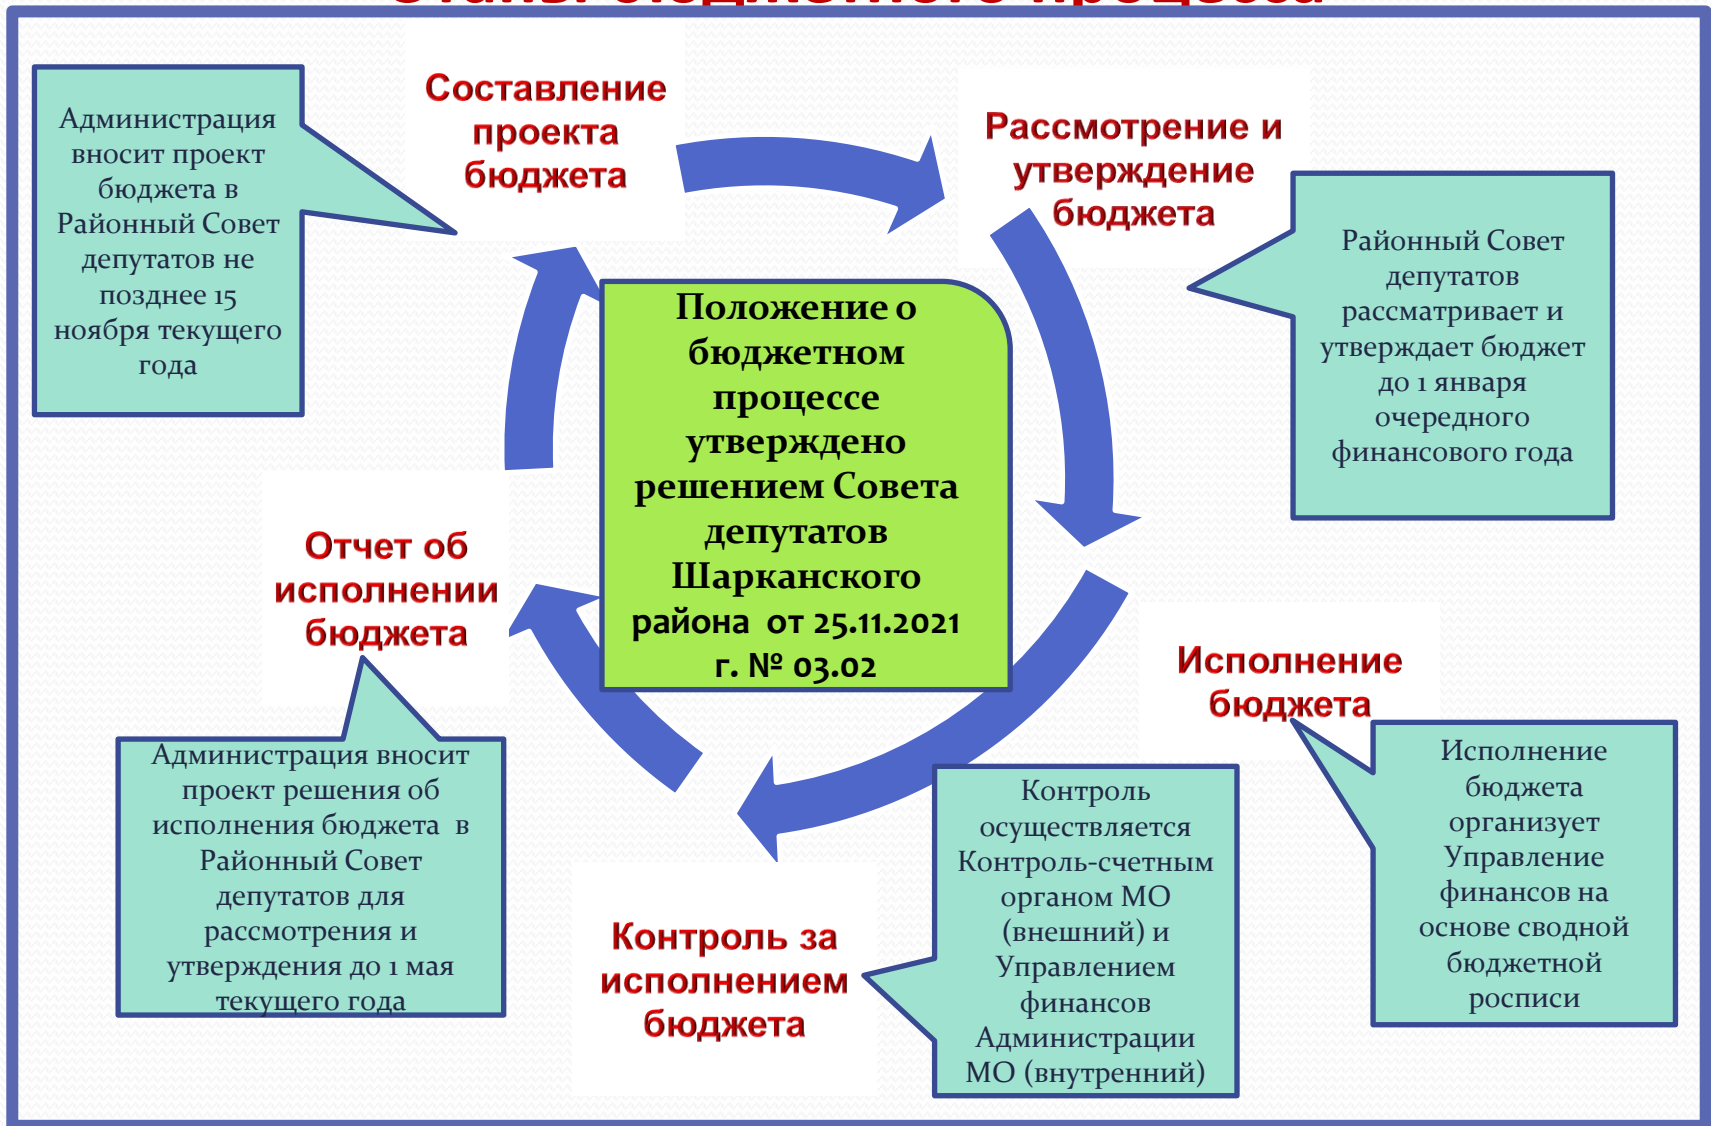 Этапы бюджетного процесса
Составление
проекта
бюджета
Администрация
вносит проект
бюджета в
Районный Совет
депутатов не
позднее 15
ноября текущего
года
Рассмотрение и
утверждение
бюджета
Районный Совет
депутатов
рассматривает и
утверждает бюджет
до 1 января
очередного
финансового года
Положение о
бюджетном
процессе
утверждено
решением Совета
депутатов
Шарканского
района от 25.11.2021
г. № 03.02
Исполнение
бюджета
Исполнение
бюджета
организует
Управление
финансов на
основе сводной
бюджетной
росписи
Контроль за
исполнением
бюджета
Контроль
осуществляется
Контроль-счетным
органом МО
(внешний) и
Управлением
финансов
Администрации
МО (внутренний)
Отчет об
исполнении
бюджета
Администрация вносит
проект решения об
исполнения бюджета в
Районный Совет
депутатов для
рассмотрения и
утверждения до 1 мая
текущего года